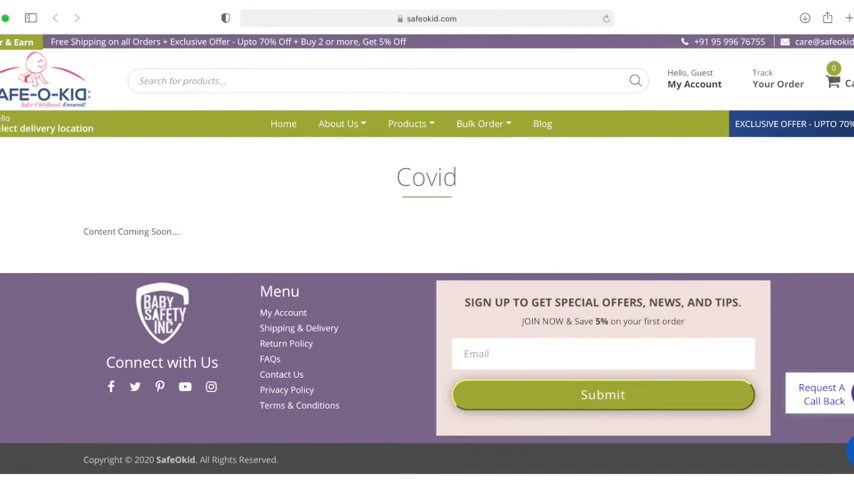 safeokid.com
r & Earn
Free Shipping on all Orders + Exclusive Offer - Upto 70% Off + Buy 2 or more, Get 5% Off
+91 95 996 76755
care@safeokid
AFE-O-KID
Safer Childhood Ensured!
Search for products...
Hello, Guest
My Account
Track
Your Order
0
Ca
llo
lect delivery location
Home
About Us
Products
Bulk Order
Blog
EXCLUSIVE OFFER - UPTO 70%
Covid
Content Coming Soon....
BABY
SAFETY
INC
Connect with Us
Menu
My Account
Shipping & Delivery
Return Policy
FAQs
Contact Us
Privacy Policy
Terms & Conditions
SIGN UP TO GET SPECIAL OFFERS, NEWS, AND TIPS.
JOIN NOW & Save 5% on your first order
Email
Submit
Request A
Call Back
Copyright © 2020 SafeOkid. All Rights Reserved.